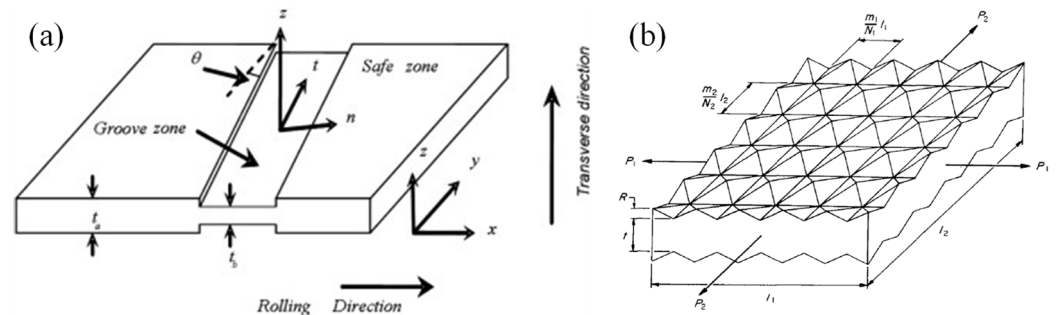 (a)
z
θ
t
Safe zone
Groove zone
n
z
y
tₐ
x
t_b
Rolling Direction
Transverse direction
(b)
m₁/N₁ l₁
P₂
m₂/N₂ l₂
P₁
P₁
R
t
l₂
P₂
l₁